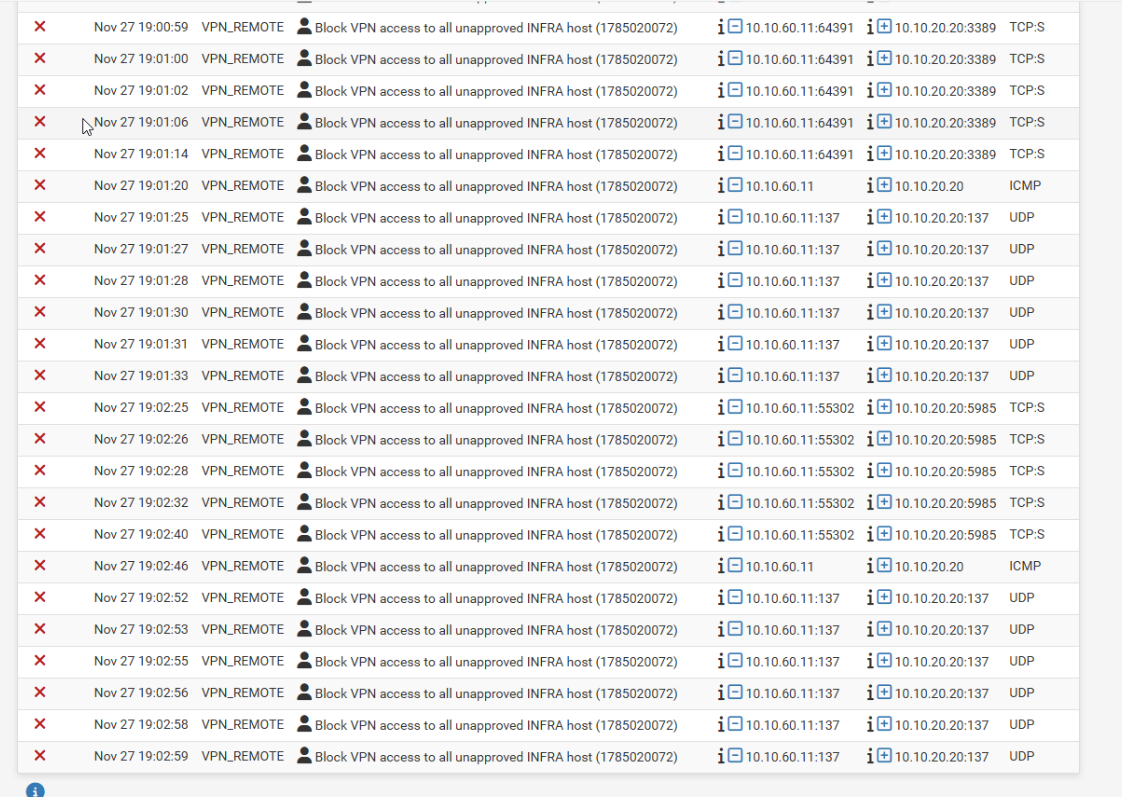 Nov 27 19:00:59 VPN_REMOTE Block VPN access to all unapproved INFRA host (1785020072) 10.10.60.11:64391 10.10.20.20:3389 TCP:S
Nov 27 19:01:00 VPN_REMOTE Block VPN access to all unapproved INFRA host (1785020072) 10.10.60.11:64391 10.10.20.20:3389 TCP:S
Nov 27 19:01:02 VPN_REMOTE Block VPN access to all unapproved INFRA host (1785020072) 10.10.60.11:64391 10.10.20.20:3389 TCP:S
Nov 27 19:01:06 VPN_REMOTE Block VPN access to all unapproved INFRA host (1785020072) 10.10.60.11:64391 10.10.20.20:3389 TCP:S
Nov 27 19:01:14 VPN_REMOTE Block VPN access to all unapproved INFRA host (1785020072) 10.10.60.11:64391 10.10.20.20:3389 TCP:S
Nov 27 19:01:20 VPN_REMOTE Block VPN access to all unapproved INFRA host (1785020072) 10.10.60.11 10.10.20.20 ICMP
Nov 27 19:01:25 VPN_REMOTE Block VPN access to all unapproved INFRA host (1785020072) 10.10.60.11:137 10.10.20.20:137 UDP
Nov 27 19:01:27 VPN_REMOTE Block VPN access to all unapproved INFRA host (1785020072) 10.10.60.11:137 10.10.20.20:137 UDP
Nov 27 19:01:28 VPN_REMOTE Block VPN access to all unapproved INFRA host (1785020072) 10.10.60.11:137 10.10.20.20:137 UDP
Nov 27 19:01:30 VPN_REMOTE Block VPN access to all unapproved INFRA host (1785020072) 10.10.60.11:137 10.10.20.20:137 UDP
Nov 27 19:01:31 VPN_REMOTE Block VPN access to all unapproved INFRA host (1785020072) 10.10.60.11:137 10.10.20.20:137 UDP
Nov 27 19:01:33 VPN_REMOTE Block VPN access to all unapproved INFRA host (1785020072) 10.10.60.11:137 10.10.20.20:137 UDP
Nov 27 19:02:25 VPN_REMOTE Block VPN access to all unapproved INFRA host (1785020072) 10.10.60.11:55302 10.10.20.20:5985 TCP:S
Nov 27 19:02:26 VPN_REMOTE Block VPN access to all unapproved INFRA host (1785020072) 10.10.60.11:55302 10.10.20.20:5985 TCP:S
Nov 27 19:02:28 VPN_REMOTE Block VPN access to all unapproved INFRA host (1785020072) 10.10.60.11:55302 10.10.20.20:5985 TCP:S
Nov 27 19:02:32 VPN_REMOTE Block VPN access to all unapproved INFRA host (1785020072) 10.10.60.11:55302 10.10.20.20:5985 TCP:S
Nov 27 19:02:40 VPN_REMOTE Block VPN access to all unapproved INFRA host (1785020072) 10.10.60.11:55302 10.10.20.20:5985 TCP:S
Nov 27 19:02:46 VPN_REMOTE Block VPN access to all unapproved INFRA host (1785020072) 10.10.60.11 10.10.20.20 ICMP
Nov 27 19:02:52 VPN_REMOTE Block VPN access to all unapproved INFRA host (1785020072) 10.10.60.11:137 10.10.20.20:137 UDP
Nov 27 19:02:53 VPN_REMOTE Block VPN access to all unapproved INFRA host (1785020072) 10.10.60.11:137 10.10.20.20:137 UDP
Nov 27 19:02:55 VPN_REMOTE Block VPN access to all unapproved INFRA host (1785020072) 10.10.60.11:137 10.10.20.20:137 UDP
Nov 27 19:02:56 VPN_REMOTE Block VPN access to all unapproved INFRA host (1785020072) 10.10.60.11:137 10.10.20.20:137 UDP
Nov 27 19:02:58 VPN_REMOTE Block VPN access to all unapproved INFRA host (1785020072) 10.10.60.11:137 10.10.20.20:137 UDP
Nov 27 19:02:59 VPN_REMOTE Block VPN access to all unapproved INFRA host (1785020072) 10.10.60.11:137 10.10.20.20:137 UDP